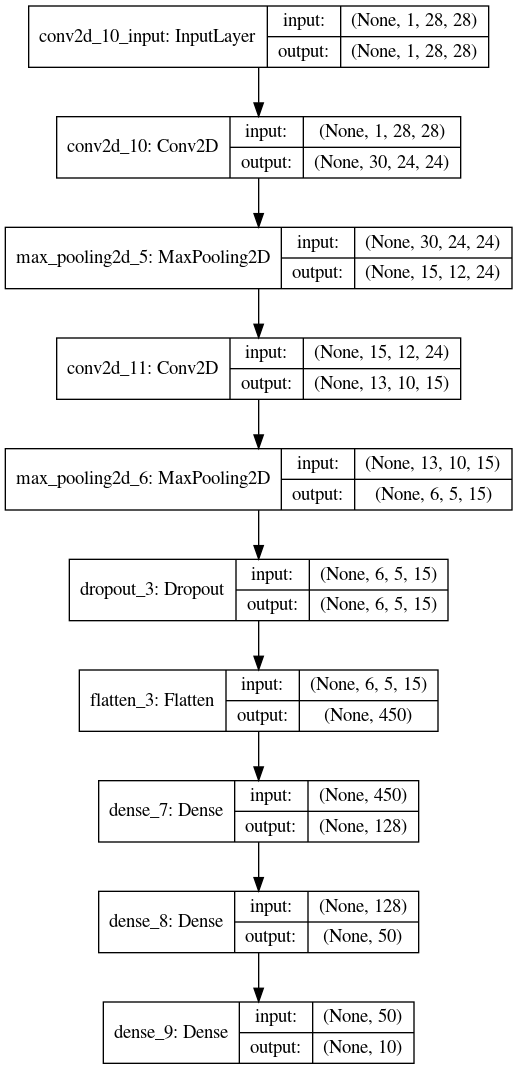 conv2d_10_input: InputLayer
input: (None, 1, 28, 28)
output: (None, 1, 28, 28)
conv2d_10: Conv2D
input: (None, 1, 28, 28)
output: (None, 30, 24, 24)
max_pooling2d_5: MaxPooling2D
input: (None, 30, 24, 24)
output: (None, 15, 12, 24)
conv2d_11: Conv2D
input: (None, 15, 12, 24)
output: (None, 13, 10, 15)
max_pooling2d_6: MaxPooling2D
input: (None, 13, 10, 15)
output: (None, 6, 5, 15)
dropout_3: Dropout
input: (None, 6, 5, 15)
output: (None, 6, 5, 15)
flatten_3: Flatten
input: (None, 6, 5, 15)
output: (None, 450)
dense_7: Dense
input: (None, 450)
output: (None, 128)
dense_8: Dense
input: (None, 128)
output: (None, 50)
dense_9: Dense
input: (None, 50)
output: (None, 10)